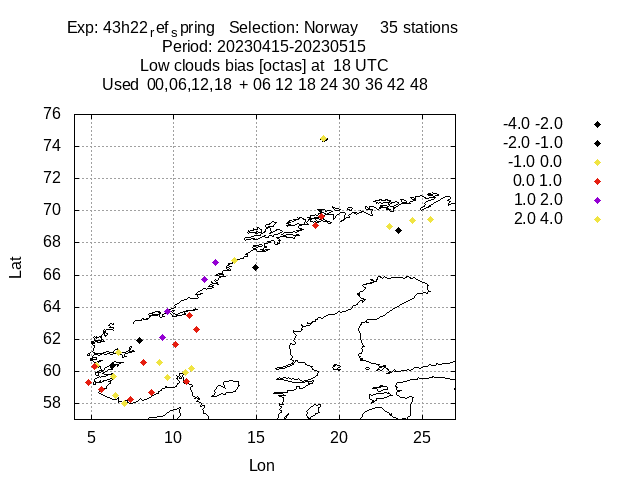 Exp: 43h22refspring   Selection: Norway     35 stations
Period: 20230415-20230515
Low clouds bias [octas] at  18 UTC
Used  00,06,12,18  + 06 12 18 24 30 36 42 48
76
74
72
70
68
66
64
62
60
58
Lat
5 10 15 20 25
Lon
-4.0 -2.0
-2.0 -1.0
-1.0 0.0
0.0 1.0
1.0 2.0
2.0 4.0